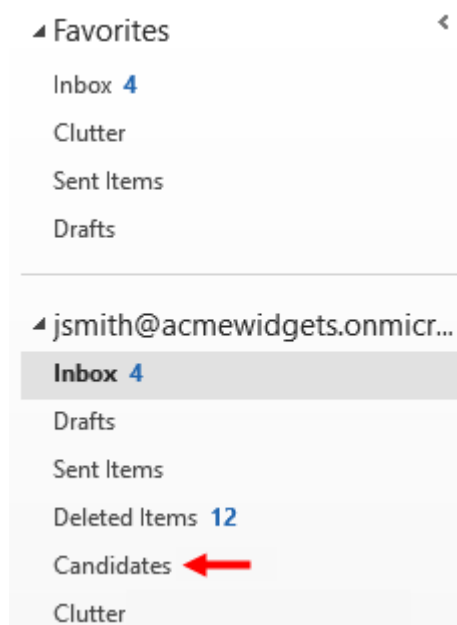 Favorites
Inbox 4
Clutter
Sent Items
Drafts
jsmith@acmewidgets.onmicr...
Inbox 4
Drafts
Sent Items
Deleted Items 12
Candidates
Clutter